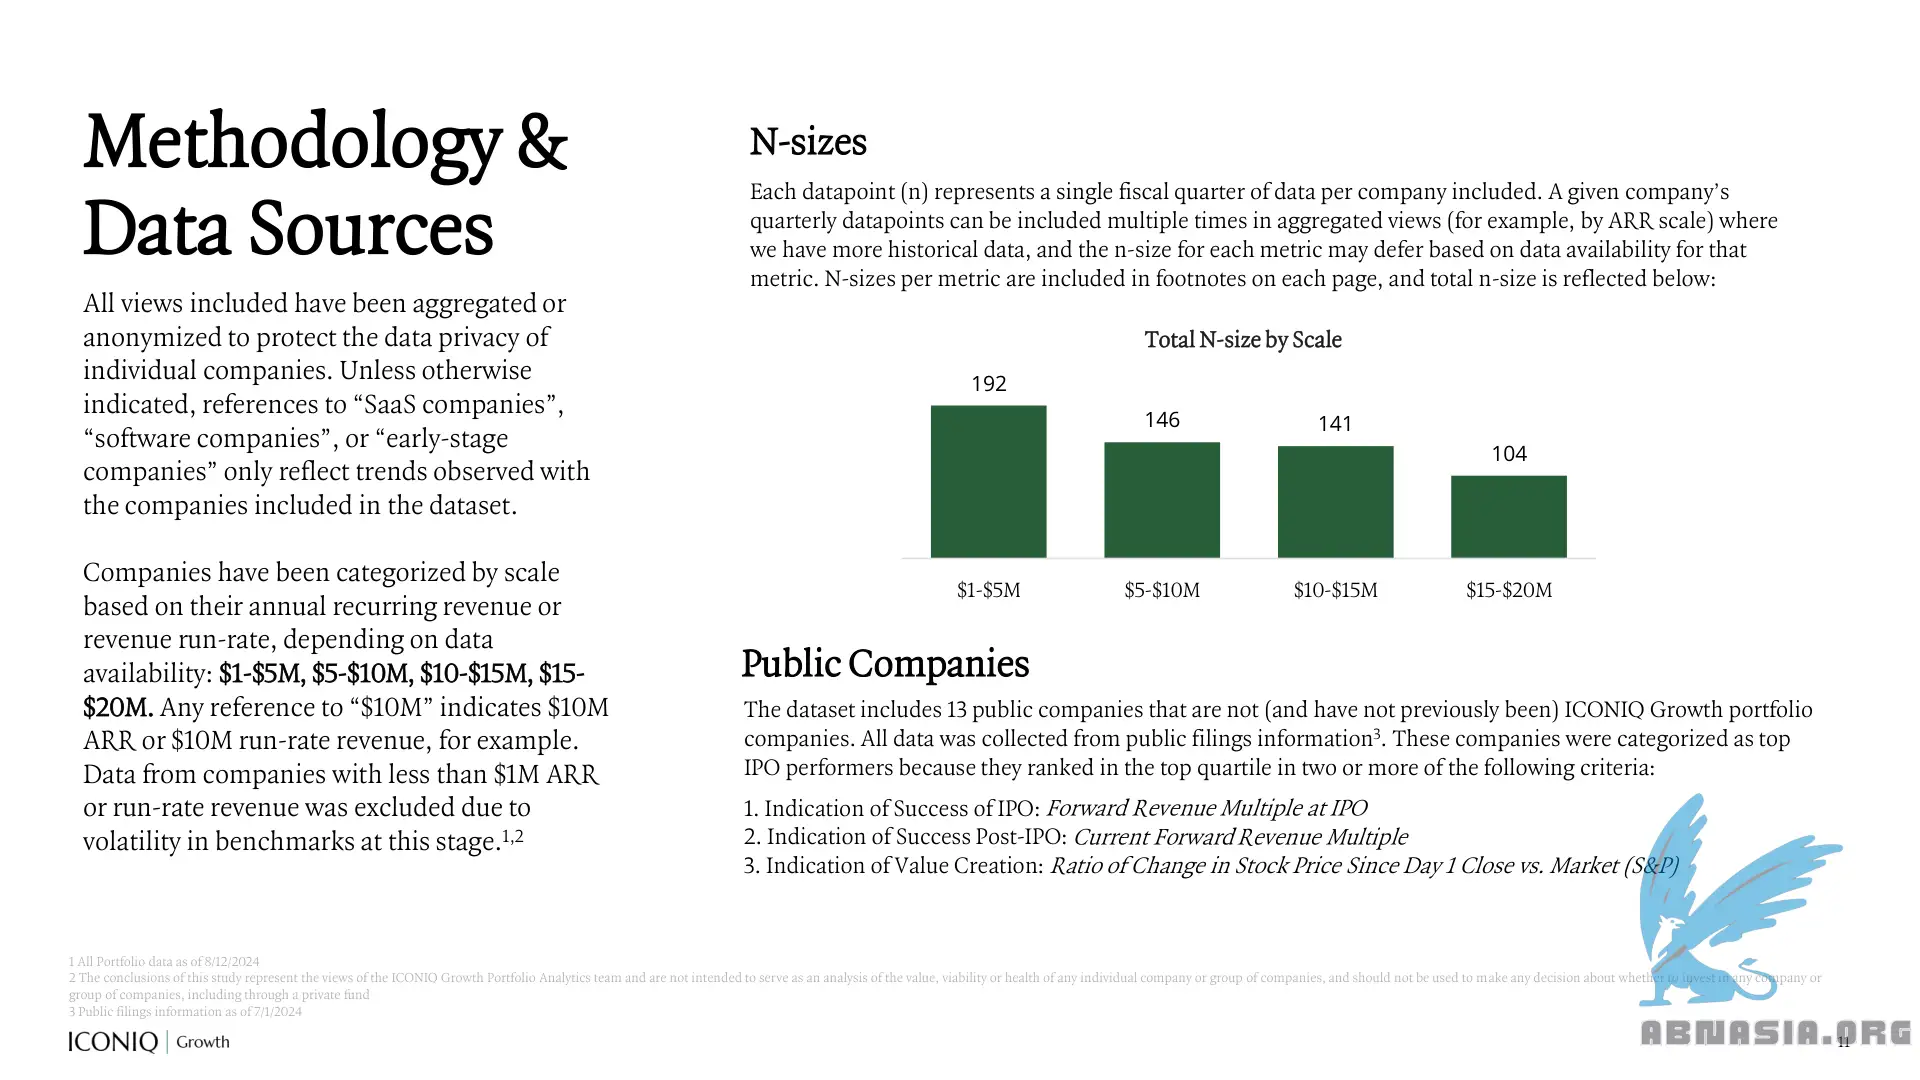 Methodology &
Data Sources
All views included have been aggregated or
anonymized to protect the data privacy of
individual companies. Unless otherwise
indicated, references to “SaaS companies”,
“software companies”, or “early-stage
companies” only reflect trends observed with
the companies included in the dataset.
Companies have been categorized by scale
based on their annual recurring revenue or
revenue run-rate, depending on data
availability: $1-$5M, $5-$10M, $10-$15M, $15-
$20M. Any reference to “$10M” indicates $10M
ARR or $10M run-rate revenue, for example.
Data from companies with less than $1M ARR
or run-rate revenue was excluded due to
volatility in benchmarks at this stage.1,2
N-sizes
Each datapoint (n) represents a single fiscal quarter of data per company included. A given company’s
quarterly datapoints can be included multiple times in aggregated views (for example, by ARR scale) where
we have more historical data, and the n-size for each metric may defer based on data availability for that
metric. N-sizes per metric are included in footnotes on each page, and total n-size is reflected below:
Total N-size by Scale
192
146
141
104
$1-$5M
$5-$10M
$10-$15M
$15-$20M
Public Companies
The dataset includes 13 public companies that are not (and have not previously been) ICONIQ Growth portfolio
companies. All data was collected from public filings information3. These companies were categorized as top
IPO performers because they ranked in the top quartile in two or more of the following criteria:
1. Indication of Success of IPO: Forward Revenue Multiple at IPO
2. Indication of Success Post-IPO: Current Forward Revenue Multiple
3. Indication of Value Creation: Ratio of Change in Stock Price Since Day 1 Close vs. Market (S&P)
1 All Portfolio data as of 8/12/2024
2 The conclusions of this study represent the views of the ICONIQ Growth Portfolio Analytics team and are not intended to serve as an analysis of the value, viability or health of any individual company or group of companies, and should not be used to make any decision about whether to invest in any company or
group of companies, including through a private fund
3 Public filings information as of 7/1/2024
ICONIQ | Growth
ABNASIA.ORG
11